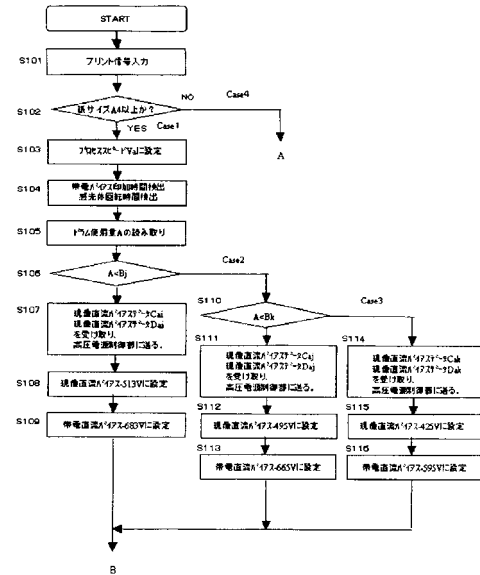 START
S101
プリント信号入力
S102
紙サイズA4以上か?
NO
Case4
YES
Case1
A
S103
プロセススピードVa1に設定
S104
帯電バイアス印加時間検出
感光体回転時間検出
S105
ドラム使用量Aの読み取り
S106
A<Bj
Case2
S107
現像直流バイアスデータCai
現像直流バイアスデータDai
を受け取り、
高圧電源制御部に送る。
S108
現像直流バイアス-513Vに設定
S109
帯電直流バイアス-683Vに設定
S110
A<Bk
Case3
S111
現像直流バイアスデータCaj
現像直流バイアスデータDaj
を受け取り、
高圧電源制御部に送る。
S112
現像直流バイアス-495Vに設定
S113
帯電直流バイアス-665Vに設定
S114
現像直流バイアスデータCak
現像直流バイアスデータDak
を受け取り、
高圧電源制御部に送る。
S115
現像直流バイアス-425Vに設定
S116
帯電直流バイアス-595Vに設定
B